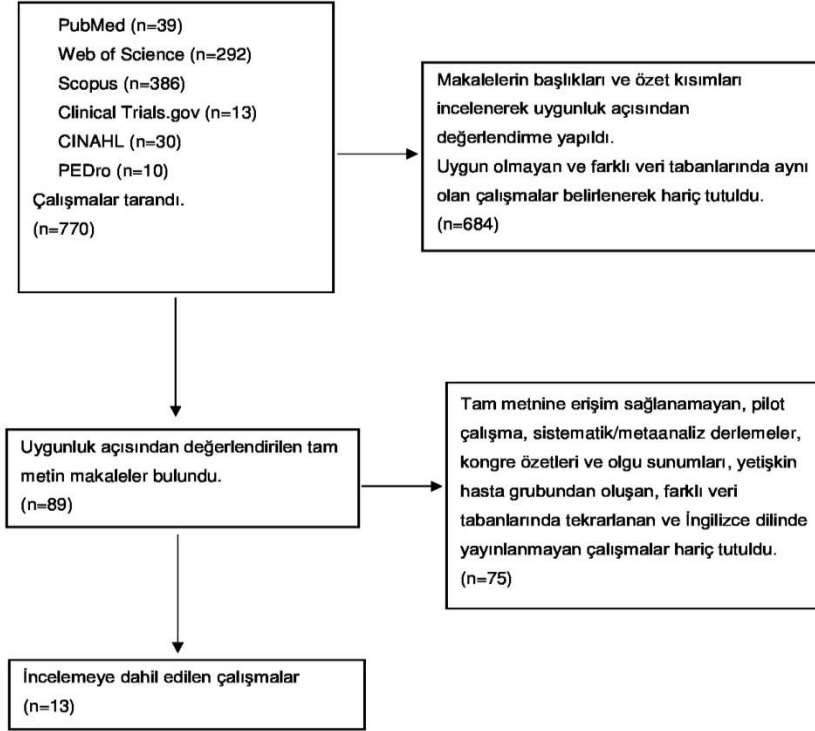 PubMed (n=39)
Web of Science (n=292)
Scopus (n=386)
Clinical Trials.gov (n=13)
CINAHL (n=30)
PEDro (n=10)
Çalışmalar tarandı.
(n=770)
Makalelerin başlıkları ve özet kısımları
incelenerek uygunluk açısından
değerlendirme yapıldı.
Uygun olmayan ve farklı veri tabanlarında aynı
olan çalışmalar belirlenerek hariç tutuldu.
(n=684)
Uygunluk açısından değerlendirilen tam
metin makaleler bulundu.
(n=89)
Tam metnine erişim sağlanamayan, pilot
çalışma, sistematik/metaanaliz derlemeler,
kongre özetleri ve olgu sunumları, yetişkin
hasta grubundan oluşan, farklı veri
tabanlarında tekrarlanan ve İngilizce dilinde
yayınlanmayan çalışmalar hariç tutuldu.
(n=75)
İncelemeye dahil edilen çalışmalar
(n=13)